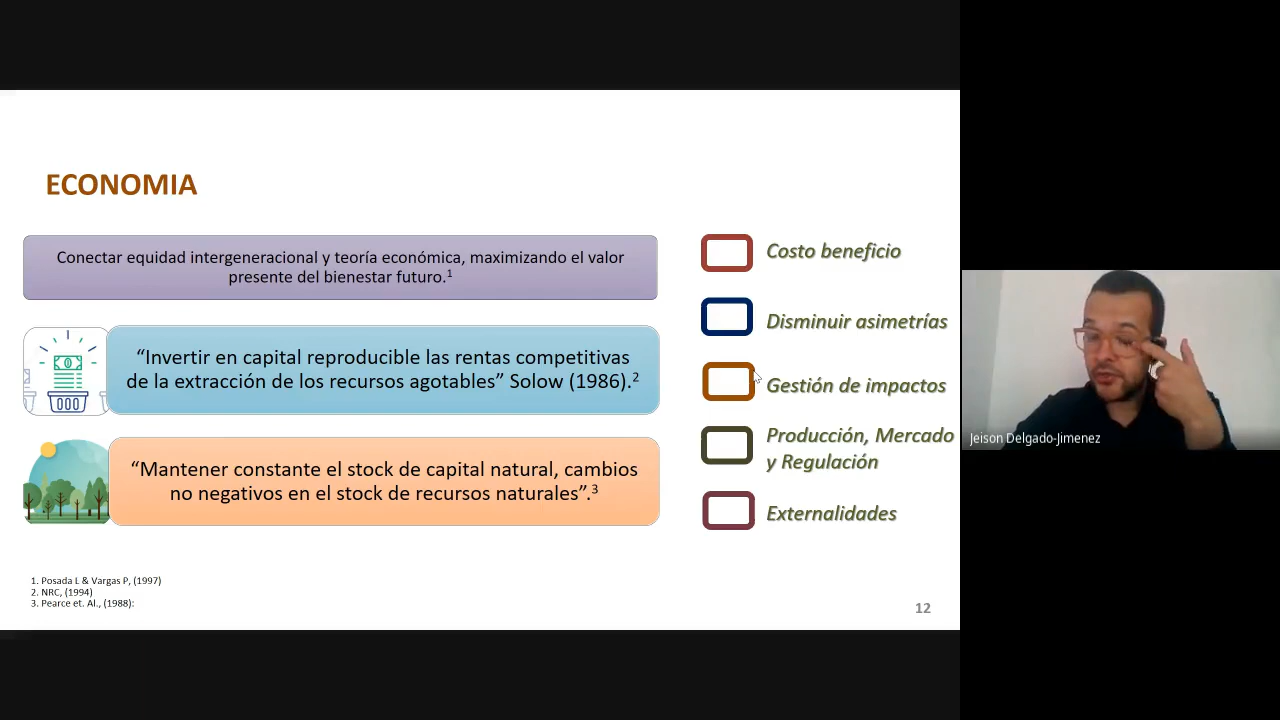 ECONOMIA
Conectar equidad intergeneracional y teoría económica, maximizando el valor
presente del bienestar futuro.1
“Invertir en capital reproducible las rentas competitivas
de la extracción de los recursos agotables” Solow (1986).2
“Mantener constante el stock de capital natural, cambios
no negativos en el stock de recursos naturales”.3
Costo beneficio
Disminuir asimetrías
Gestión de impactos
Producción, Mercado
y Regulación
Externalidades
1. Posada L & Vargas P, (1997)
2. NRC, (1994)
3. Pearce et. Al., (1988):
12
Jeison Delgado-Jimenez